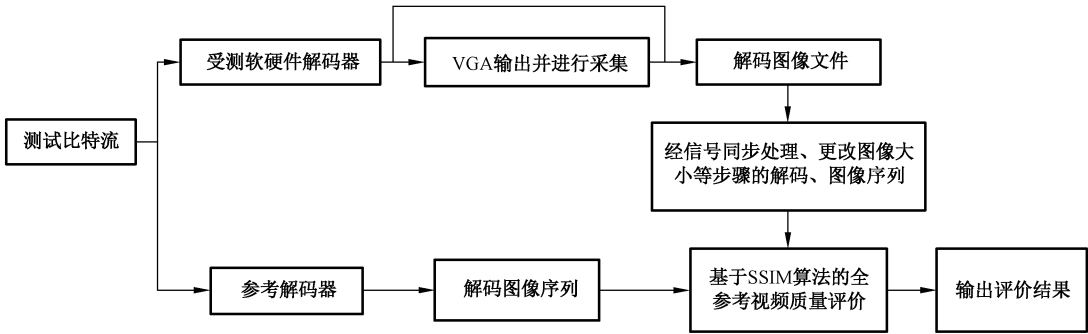 受测软硬件解码器
VGA输出并进行采集
解码图像文件
测试比特流
经信号同步处理、更改图像大
小等步骤的解码、图像序列
参考解码器
解码图像序列
基于SSIM算法的全
参考视频质量评价
输出评价结果